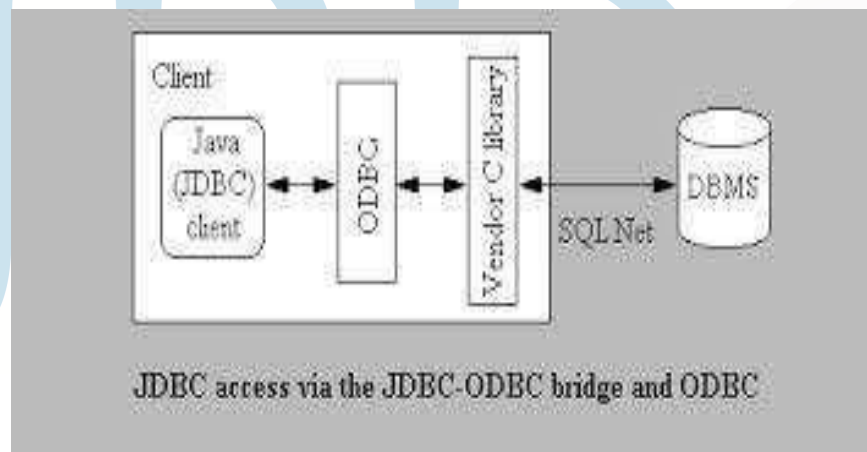 Client
Java
(JDBC)
client
ODBC
Vendor C library
SQL Net
DBMS
JDBC access via the JDBC-ODBC bridge and ODBC